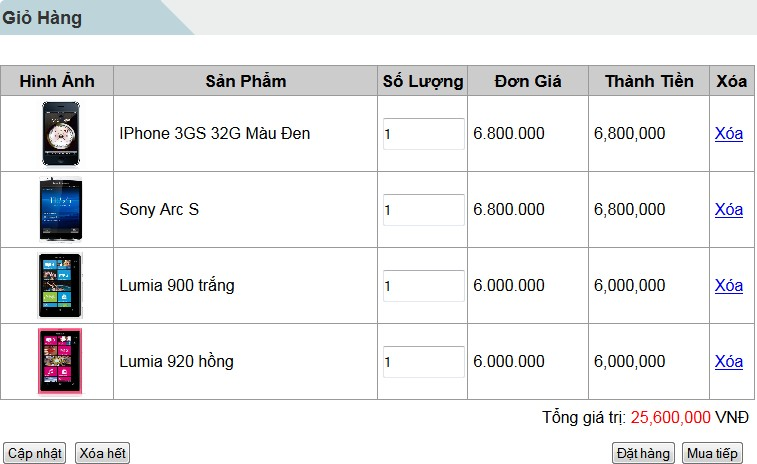 Giỏ Hàng
Hình Ảnh Sản Phẩm Số Lượng Đơn Giá Thành Tiền Xóa
IPhone 3GS 32G Màu Đen 1 6.800.000 6,800,000 Xóa
Sony Arc S 1 6.800.000 6,800,000 Xóa
Lumia 900 trắng 1 6.000.000 6,000,000 Xóa
Lumia 920 hồng 1 6.000.000 6,000,000 Xóa
Tổng giá trị: 25,600,000 VNĐ
Cập nhật Xóa hết Đặt hàng Mua tiếp